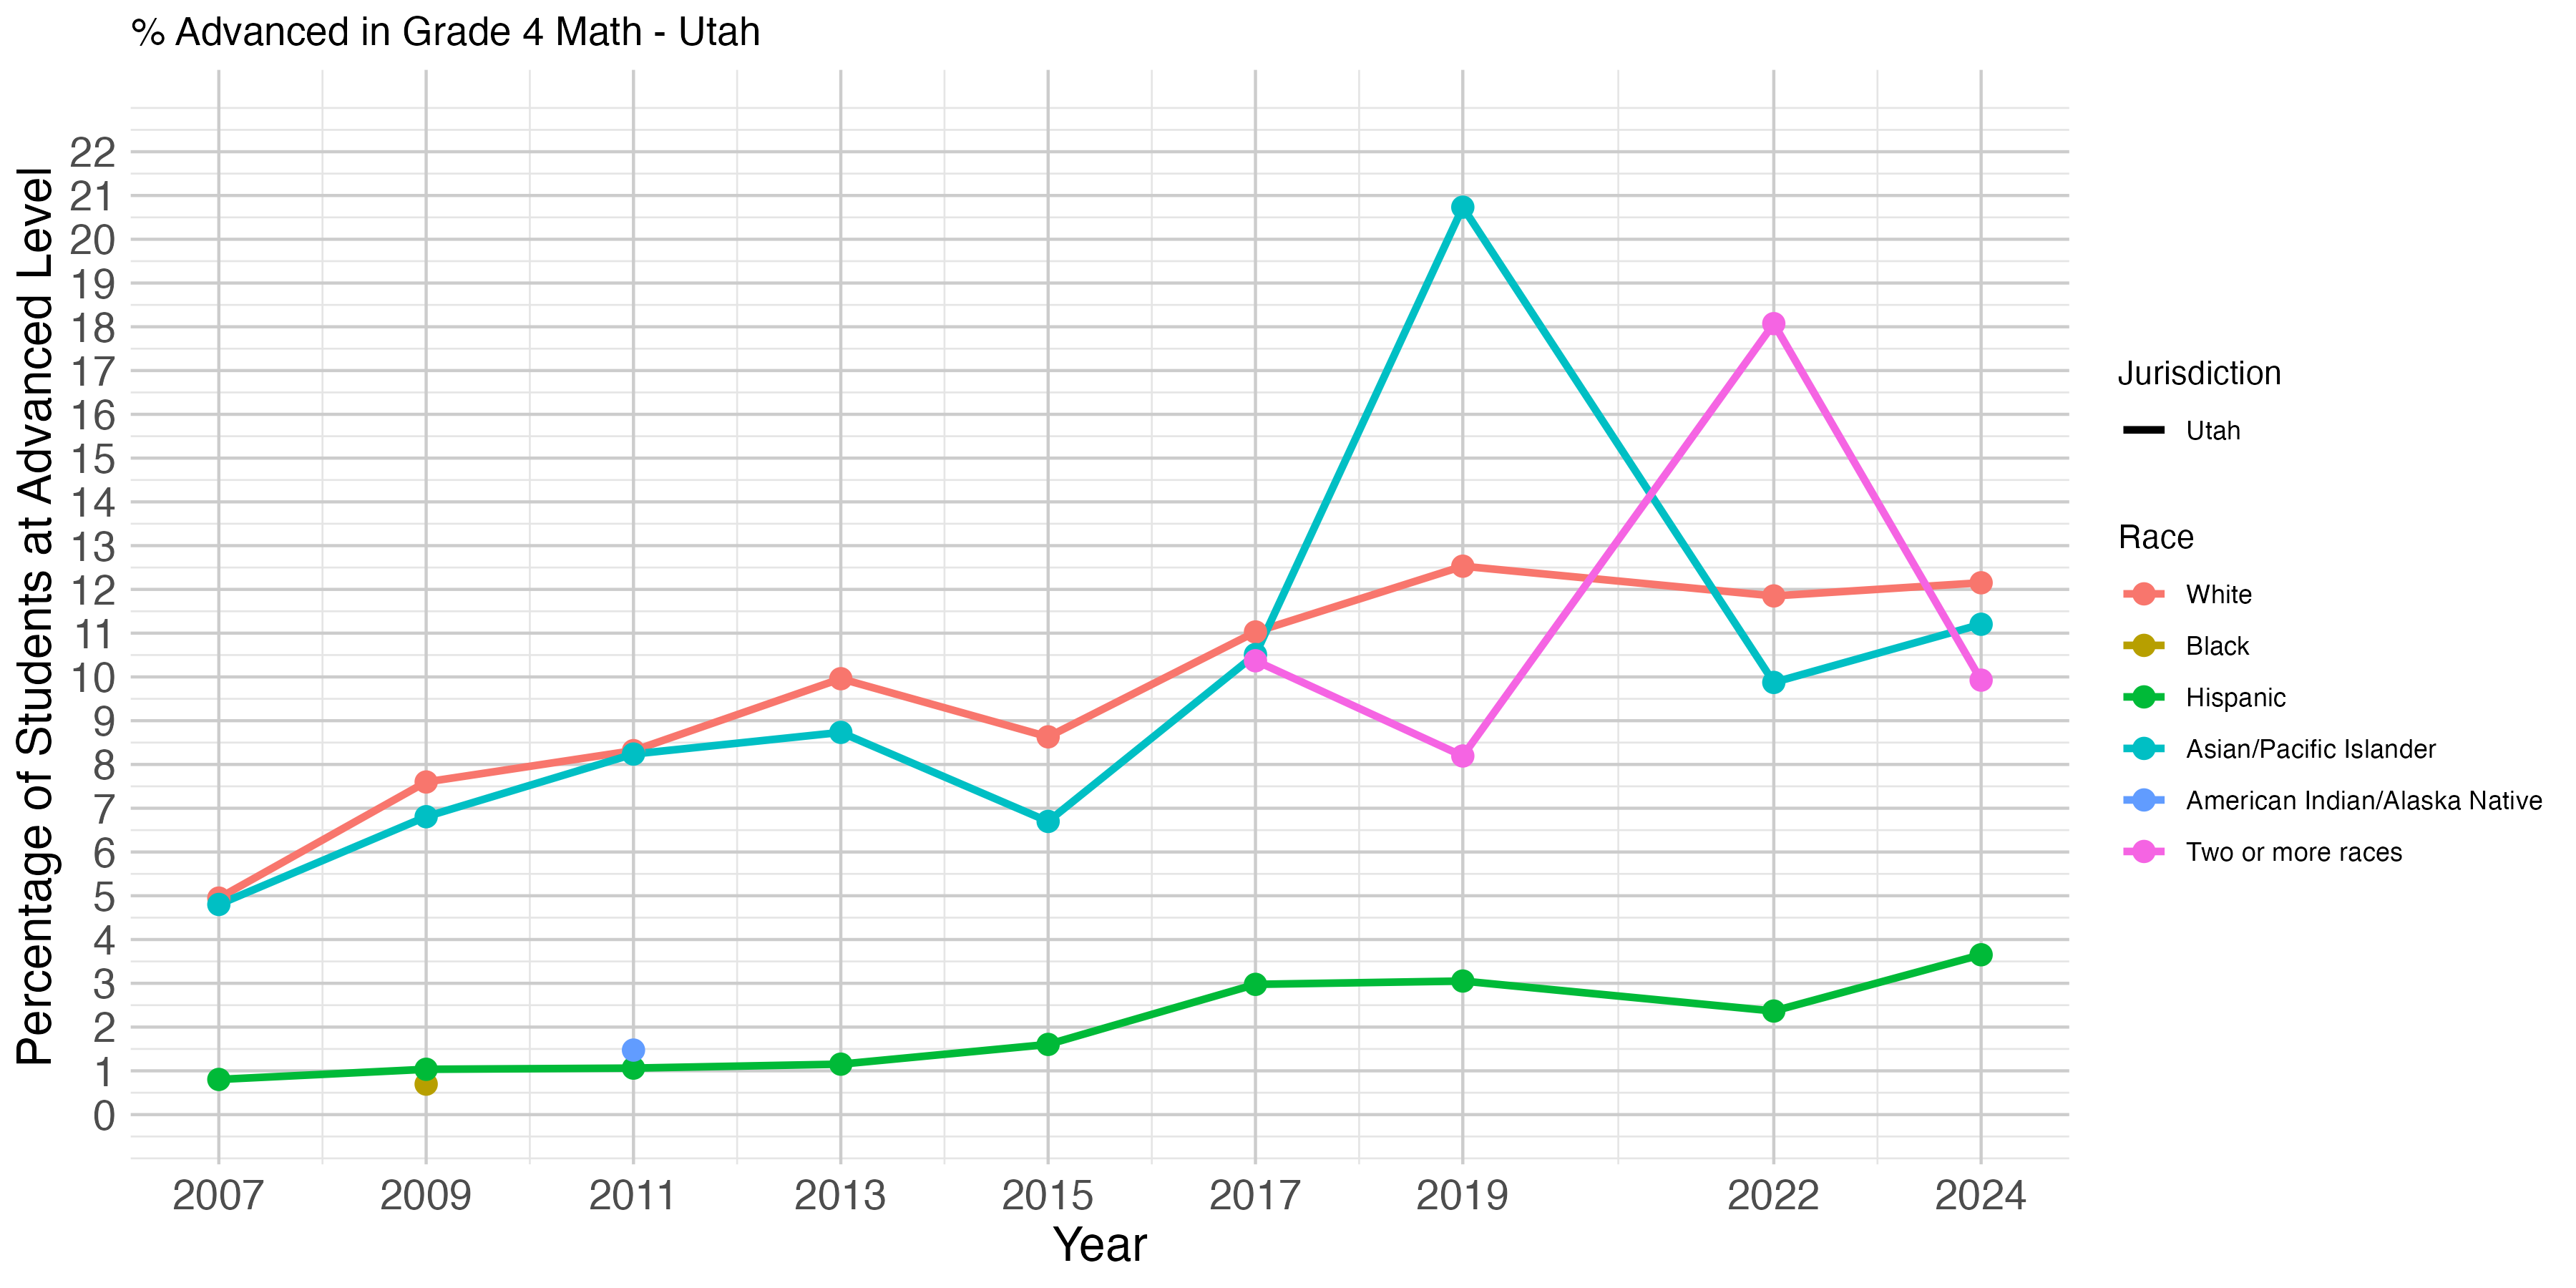 % Advanced in Grade 4 Math - Utah
Percentage of Students at Advanced Level
22
21
20
19
18
17
16
15
14
13
12
11
10
9
8
7
6
5
4
3
2
1
0
2007 2009 2011 2013 2015 2017 2019 2022 2024
Year
Jurisdiction
Utah
Race
White
Black
Hispanic
Asian/Pacific Islander
American Indian/Alaska Native
Two or more races